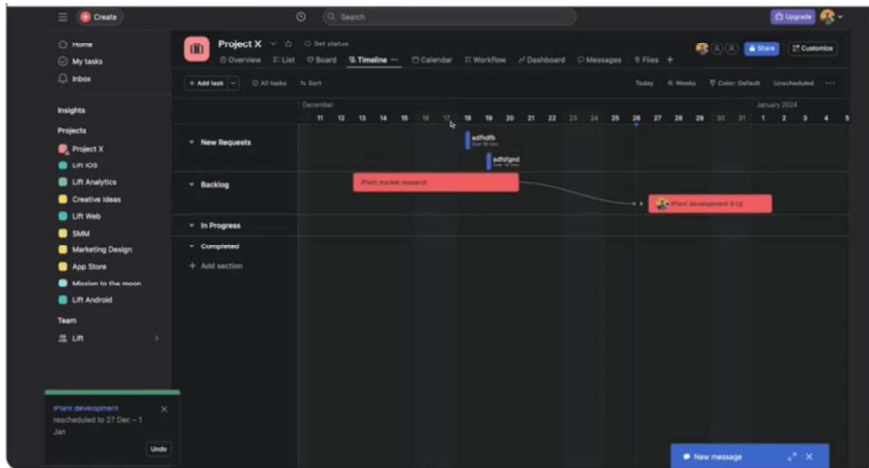 Create
Search
Upgrade
Home
My tasks
Inbox
Insights
Projects
Project X
Lift iOS
Lift Analytics
Creative Ideas
Lift Web
SMM
Marketing Design
App Store
Mission to the moon
Lift Android
Team
Lift
Project X
Set status
Overview List Board Timeline Calendar Workflow Dashboard Messages Files +
Share
Customize
+ Add task
All tasks
Sort
Today
Weeks
Color: Default
Unscheduled
December
January 2024
11 12 13 14 15 16 17 18 19 20 21 22 23 24 25 26 27 28 29 30 31 1 2 3 4 5
New Requests
Backlog
iPlant market research
In Progress
Completed
+ Add section
iPlant development
rescheduled to 27 Dec – 1
Jan
Undo
New message